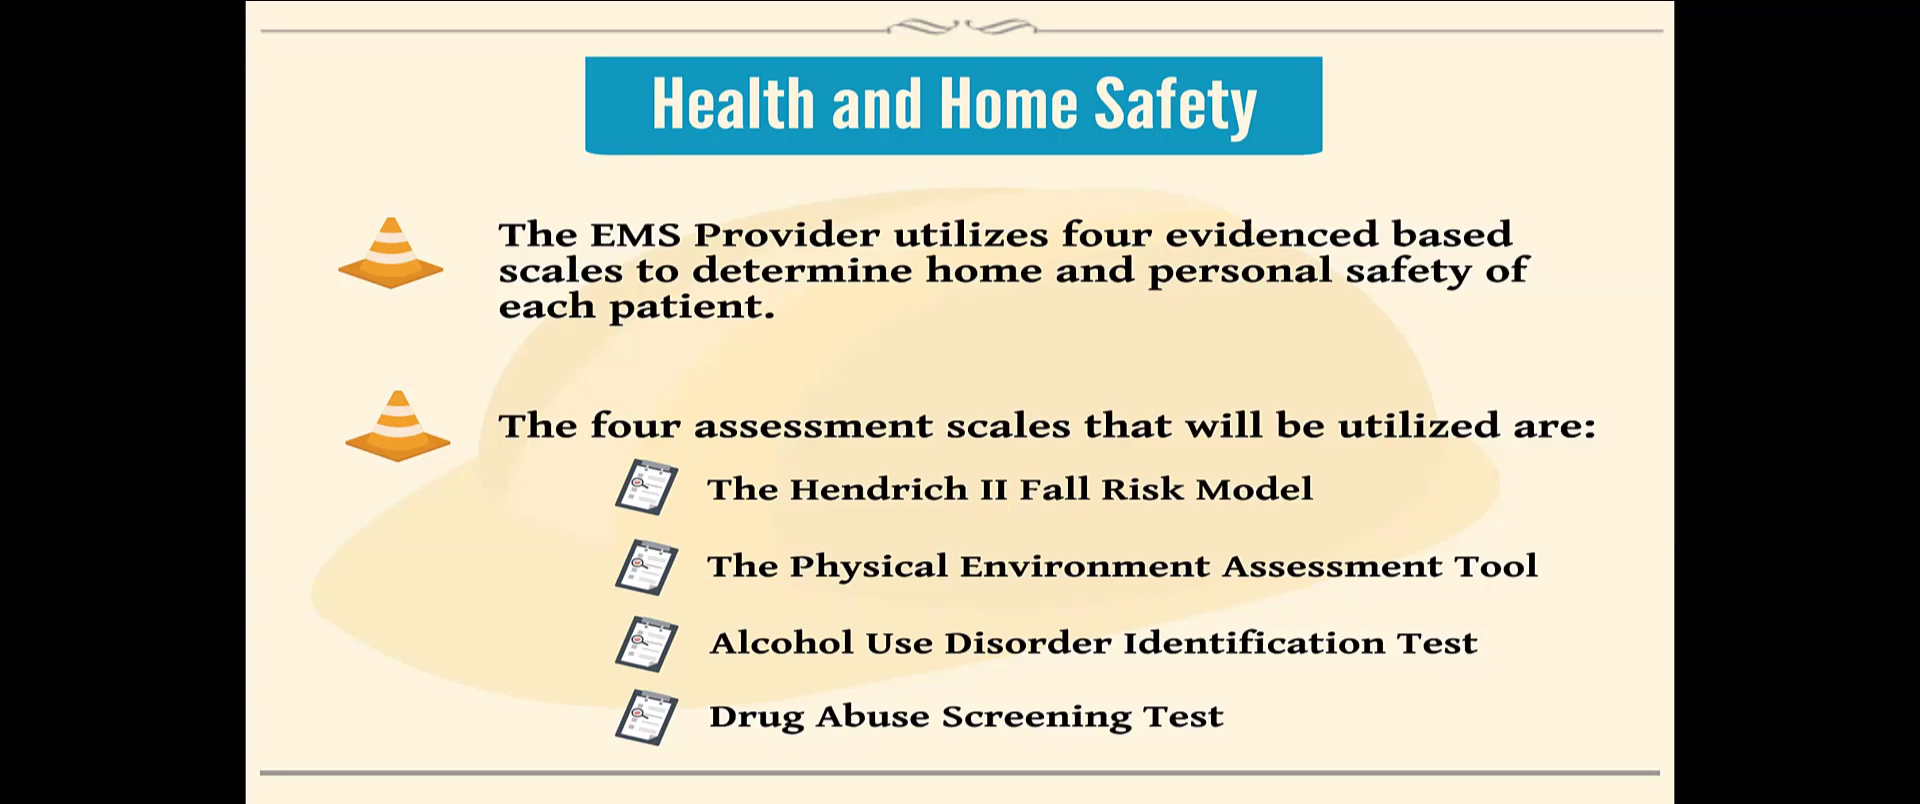 Health and Home Safety
The EMS Provider utilizes four evidenced based
scales to determine home and personal safety of
each patient.
The four assessment scales that will be utilized are:
The Hendrich II Fall Risk Model
The Physical Environment Assessment Tool
Alcohol Use Disorder Identification Test
Drug Abuse Screening Test